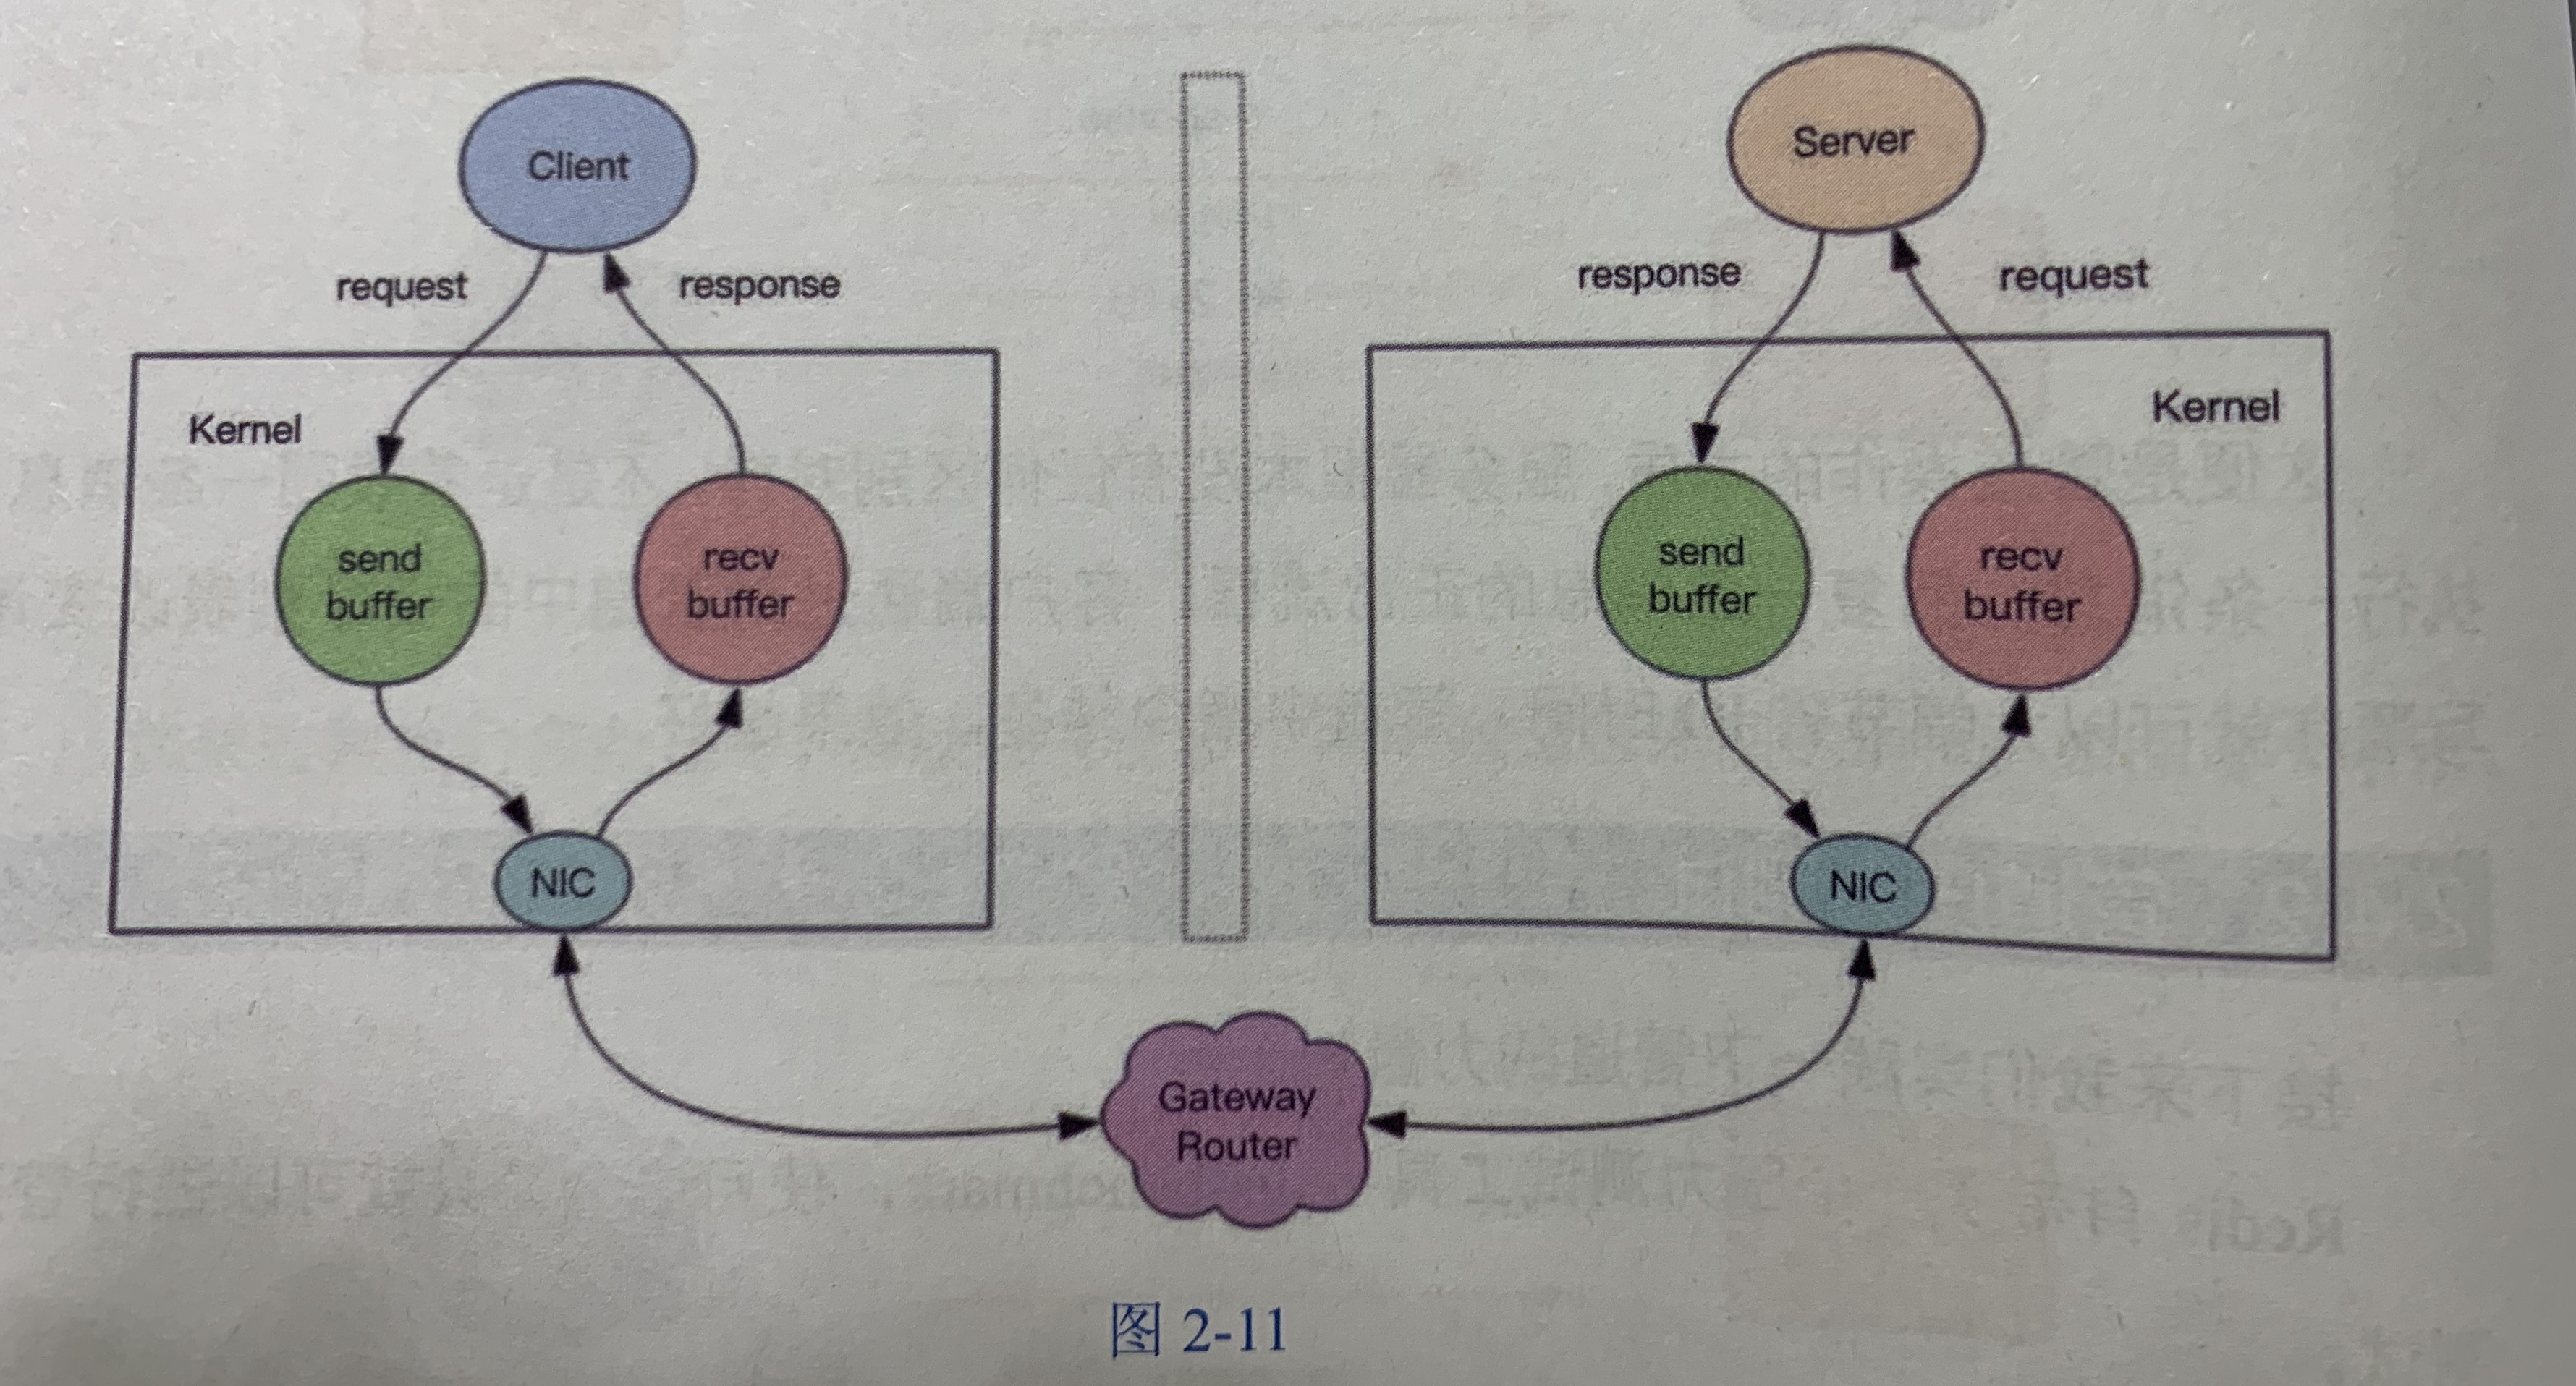 Client
Server
request
response
response
request
Kernel
Kernel
send
buffer
recv
buffer
send
buffer
recv
buffer
NIC
NIC
Gateway
Router
图 2-11